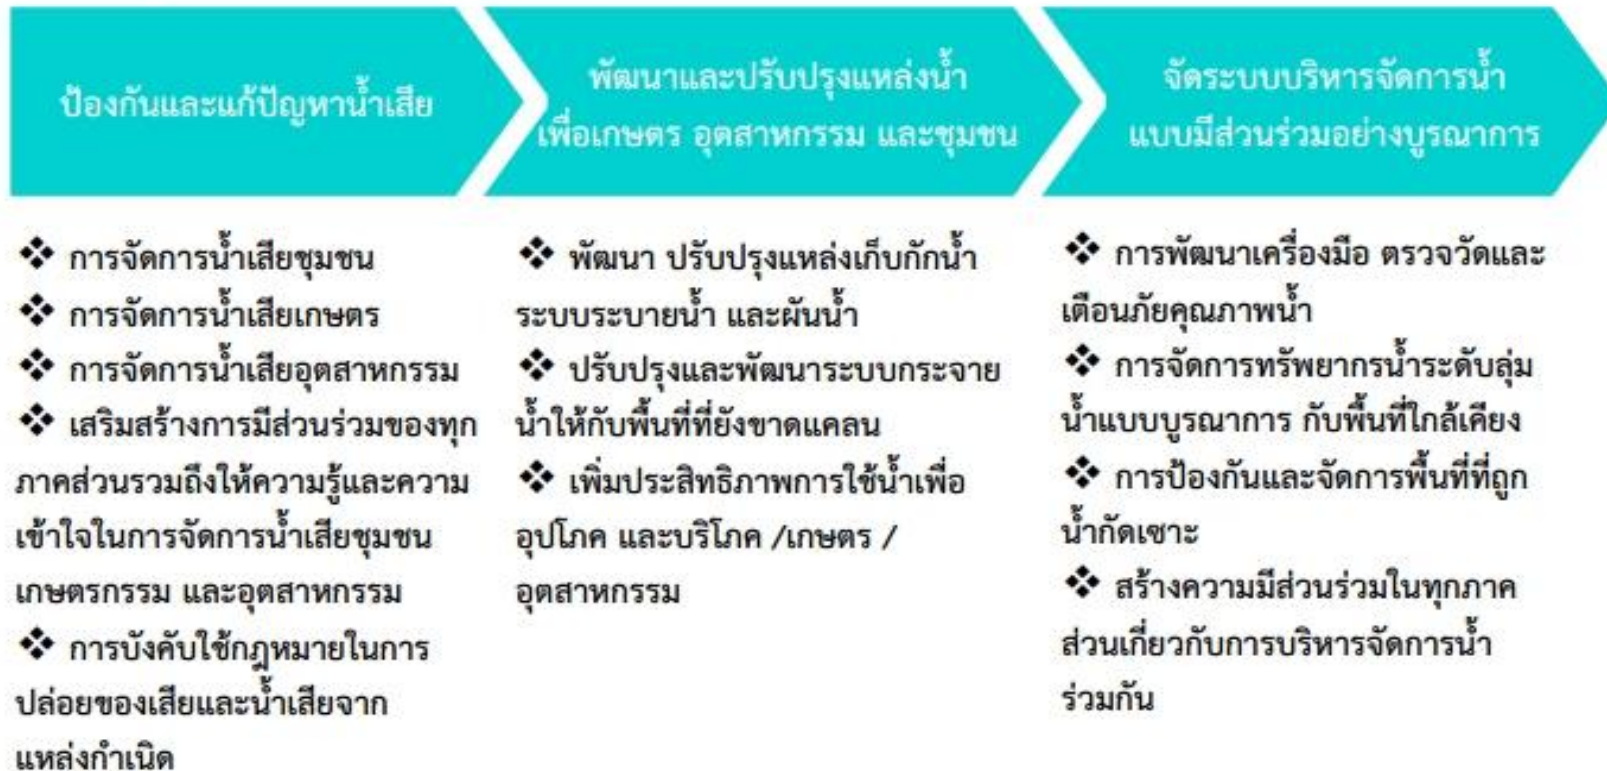 ป้องกันและแก้ปัญหาน้ำเสีย
พัฒนาและปรับปรุงแหล่งน้ำ
เพื่อเกษตร อุตสาหกรรม และชุมชน
จัดระบบบริหารจัดการน้ำ
แบบมีส่วนร่วมอย่างบูรณาการ
❖ การจัดการน้ำเสียชุมชน
❖ การจัดการน้ำเสียเกษตร
❖ การจัดการน้ำเสียอุตสาหกรรม
❖ เสริมสร้างการมีส่วนร่วมของทุก
ภาคส่วนรวมถึงให้ความรู้และความ
เข้าใจในการจัดการน้ำเสียชุมชน
เกษตรกรรม และอุตสาหกรรม
❖ การบังคับใช้กฎหมายในการ
ปล่อยของเสียและน้ำเสียจาก
แหล่งกำเนิด
❖ พัฒนา ปรับปรุงแหล่งเก็บกักน้ำ
ระบบระบายน้ำ และผันน้ำ
❖ ปรับปรุงและพัฒนาระบบกระจาย
น้ำให้กับพื้นที่ที่ยังขาดแคลน
❖ เพิ่มประสิทธิภาพการใช้น้ำเพื่อ
อุปโภค และบริโภค /เกษตร /
อุตสาหกรรม
❖ การพัฒนาเครื่องมือ ตรวจวัดและ
เตือนภัยคุณภาพน้ำ
❖ การจัดการทรัพยากรน้ำระดับลุ่ม
น้ำแบบบูรณาการ กับพื้นที่ใกล้เคียง
❖ การป้องกันและจัดการพื้นที่ที่ถูก
น้ำกัดเซาะ
❖ สร้างความมีส่วนร่วมในทุกภาค
ส่วนเกี่ยวกับการบริหารจัดการน้ำ
ร่วมกัน